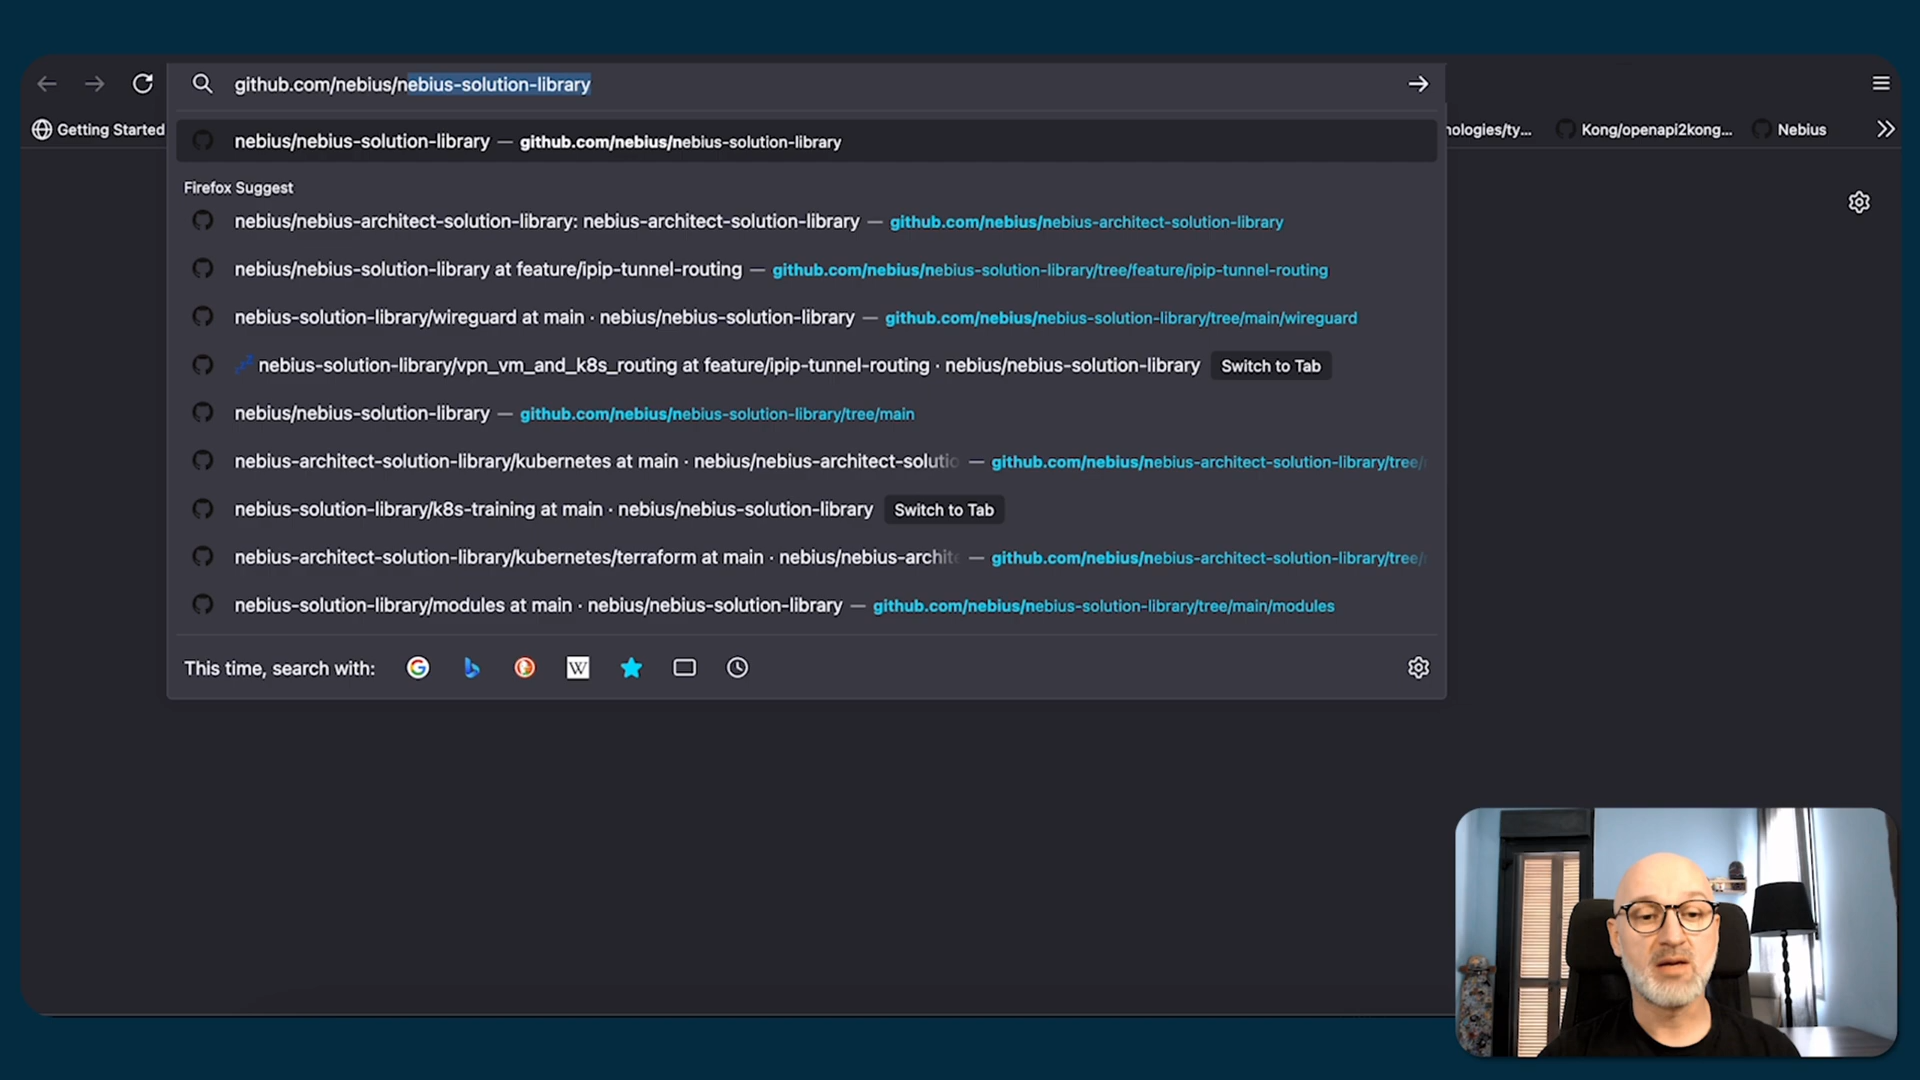 github.com/nebius/nebius-solution-library
Getting Started
nologies/ty...
Kong/openapi2kong...
Nebius
nebius/nebius-solution-library — github.com/nebius/nebius-solution-library
Firefox Suggest
nebius/nebius-architect-solution-library: nebius-architect-solution-library — github.com/nebius/nebius-architect-solution-library
nebius/nebius-solution-library at feature/ipip-tunnel-routing — github.com/nebius/nebius-solution-library/tree/feature/ipip-tunnel-routing
nebius-solution-library/wireguard at main · nebius/nebius-solution-library — github.com/nebius/nebius-solution-library/tree/main/wireguard
nebius-solution-library/vpn_vm_and_k8s_routing at feature/ipip-tunnel-routing · nebius/nebius-solution-library Switch to Tab
nebius/nebius-solution-library — github.com/nebius/nebius-solution-library/tree/main
nebius-architect-solution-library/kubernetes at main · nebius/nebius-architect-solutio — github.com/nebius/nebius-architect-solution-library/tree/
nebius-solution-library/k8s-training at main · nebius/nebius-solution-library Switch to Tab
nebius-architect-solution-library/kubernetes/terraform at main · nebius/nebius-archite — github.com/nebius/nebius-architect-solution-library/tree/
nebius-solution-library/modules at main · nebius/nebius-solution-library — github.com/nebius/nebius-solution-library/tree/main/modules
This time, search with: